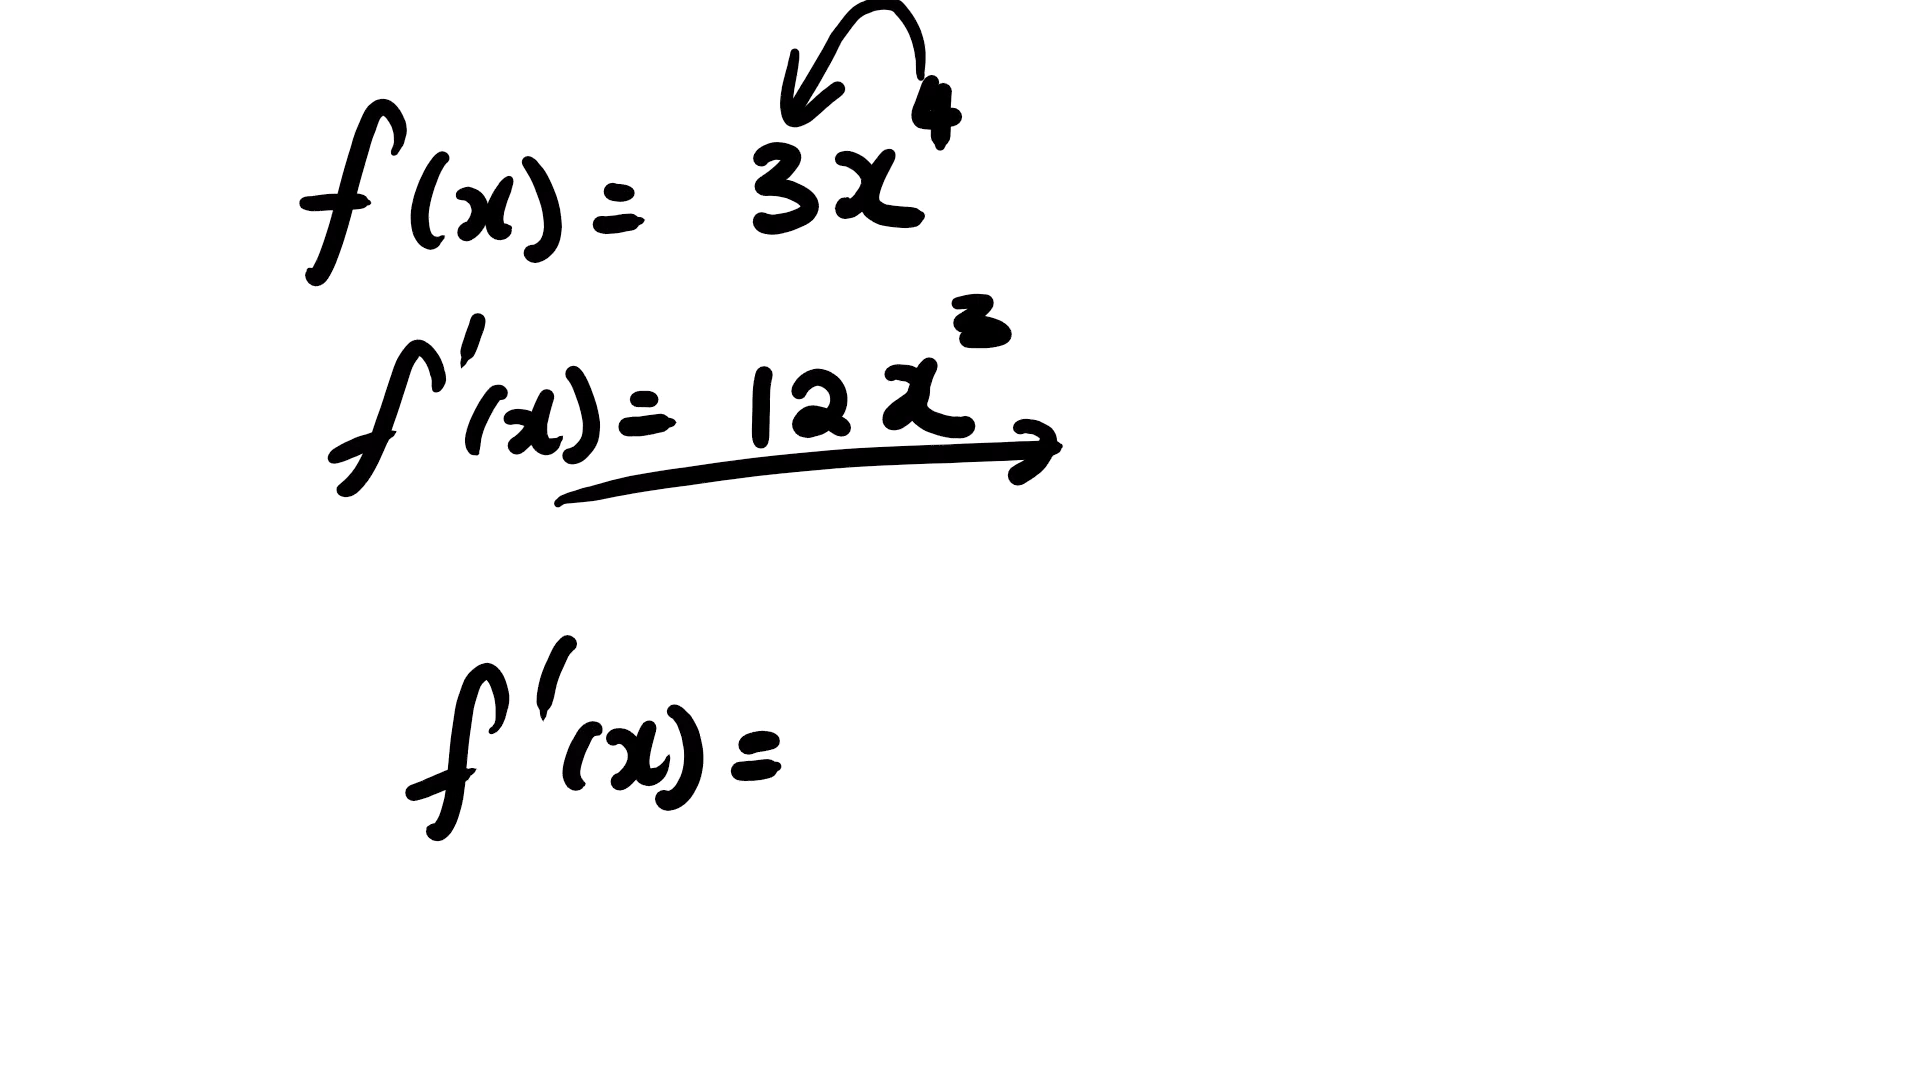 f(x) = 3x⁴
f'(x) = 12x³
f'(x) =